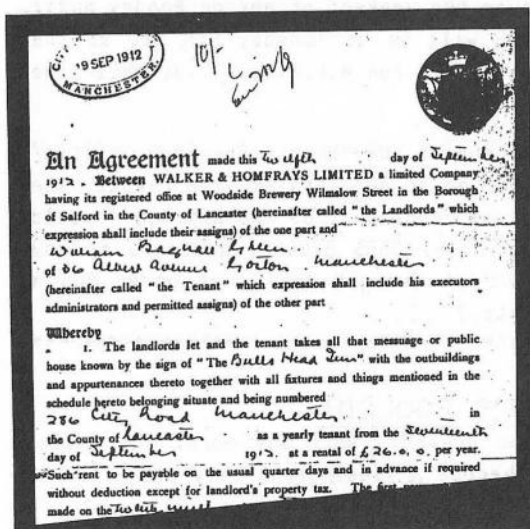 CITY
19 SEP 1912
MANCHESTER
10/-
An Agreement made this Twelfth day of September
1912. Between WALKER & HOMFRAYS LIMITED a limited Company
having its registered office at Woodside Brewery Wilmslow Street in the Borough
of Salford in the County of Lancaster (hereinafter called "the Landlords" which
expression shall include their assigns) of the one part and
William Bagnall Green
of 86 Albert Avenue Gorton Manchester
(hereinafter called "the Tenant" which expression shall include his executors
administrators and permitted assigns) of the other part
Whereby
1. The landlords let and the tenant takes all that messuage or public
house known by the sign of "The Bulls Head Inn" with the outbuildings
and appurtenances thereto together with all fixtures and things mentioned in the
schedule hereto belonging situate and being numbered
286 City Road Manchester in
the County of Lancaster as a yearly tenant from the Seventeenth
day of September 1912. at a rental of £26.0.0. per year.
Such rent to be payable on the usual quarter days and in advance if required
without deduction except for landlord's property tax. The first
made on the